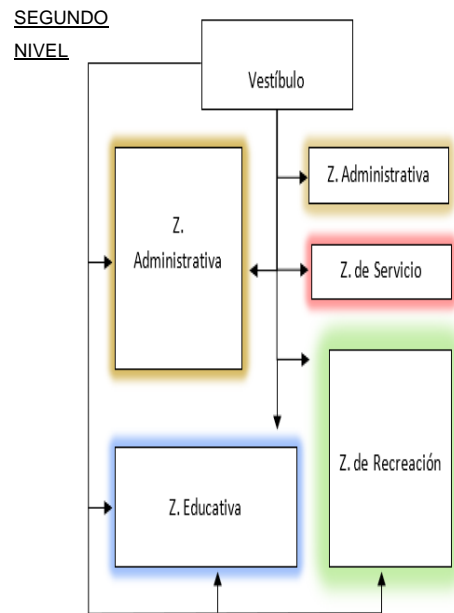 SEGUNDO
NIVEL
Vestíbulo
Z. Administrativa
Z.
Administrativa
Z. de Servicio
Z. de Recreación
Z. Educativa